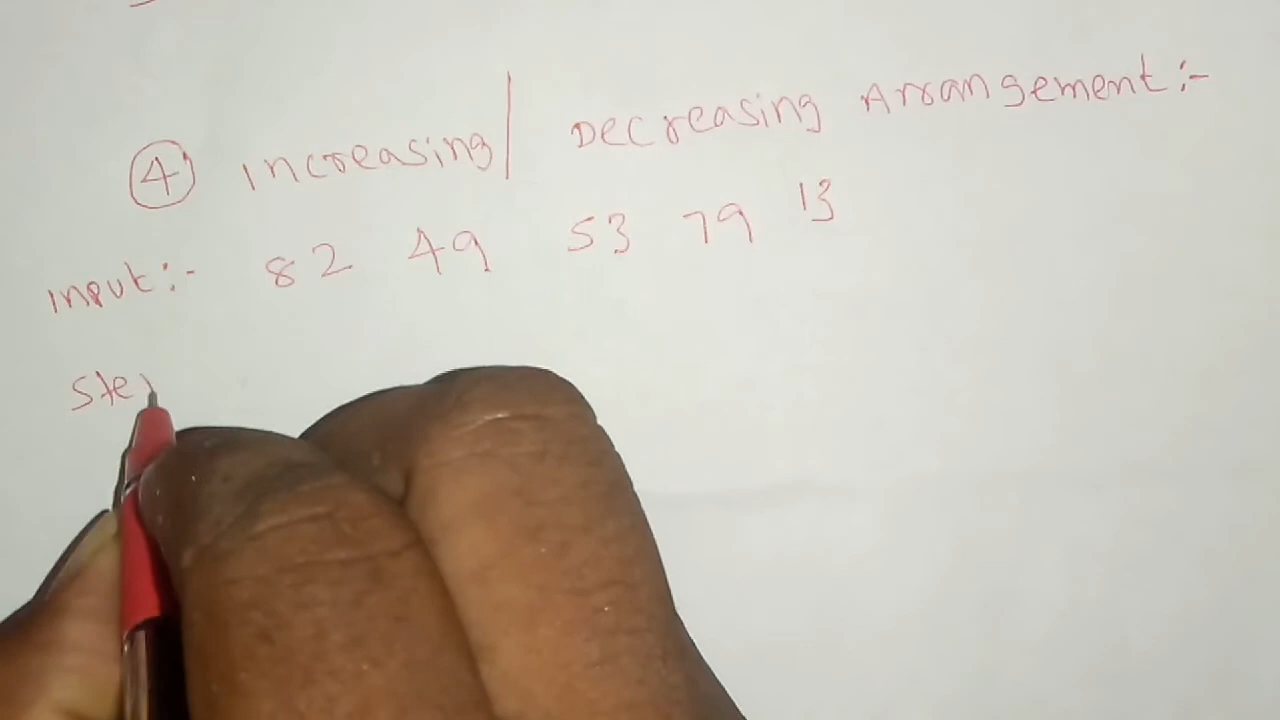 ④ Increasing/ Decreasing Arrangement:-
Input:- 82 49 53 79 13
Ste